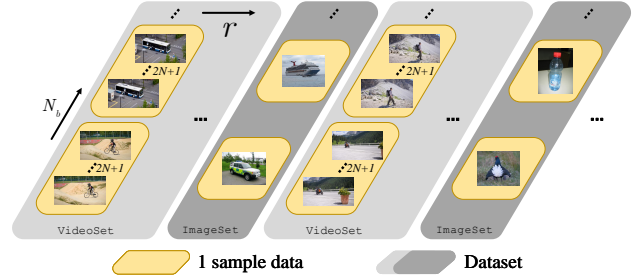 r
N_b
2N+1
2N+1
2N+1
2N+1
...
...
...
VideoSet
ImageSet
VideoSet
ImageSet
1 sample data
Dataset